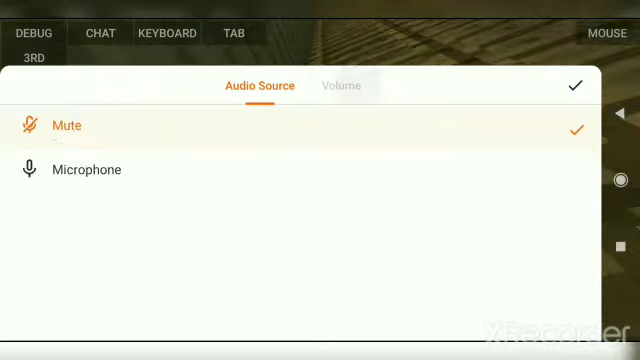 DEBUG CHAT KEYBOARD TAB MOUSE
3RD
Audio Source Volume
Mute
Microphone
XRecorder